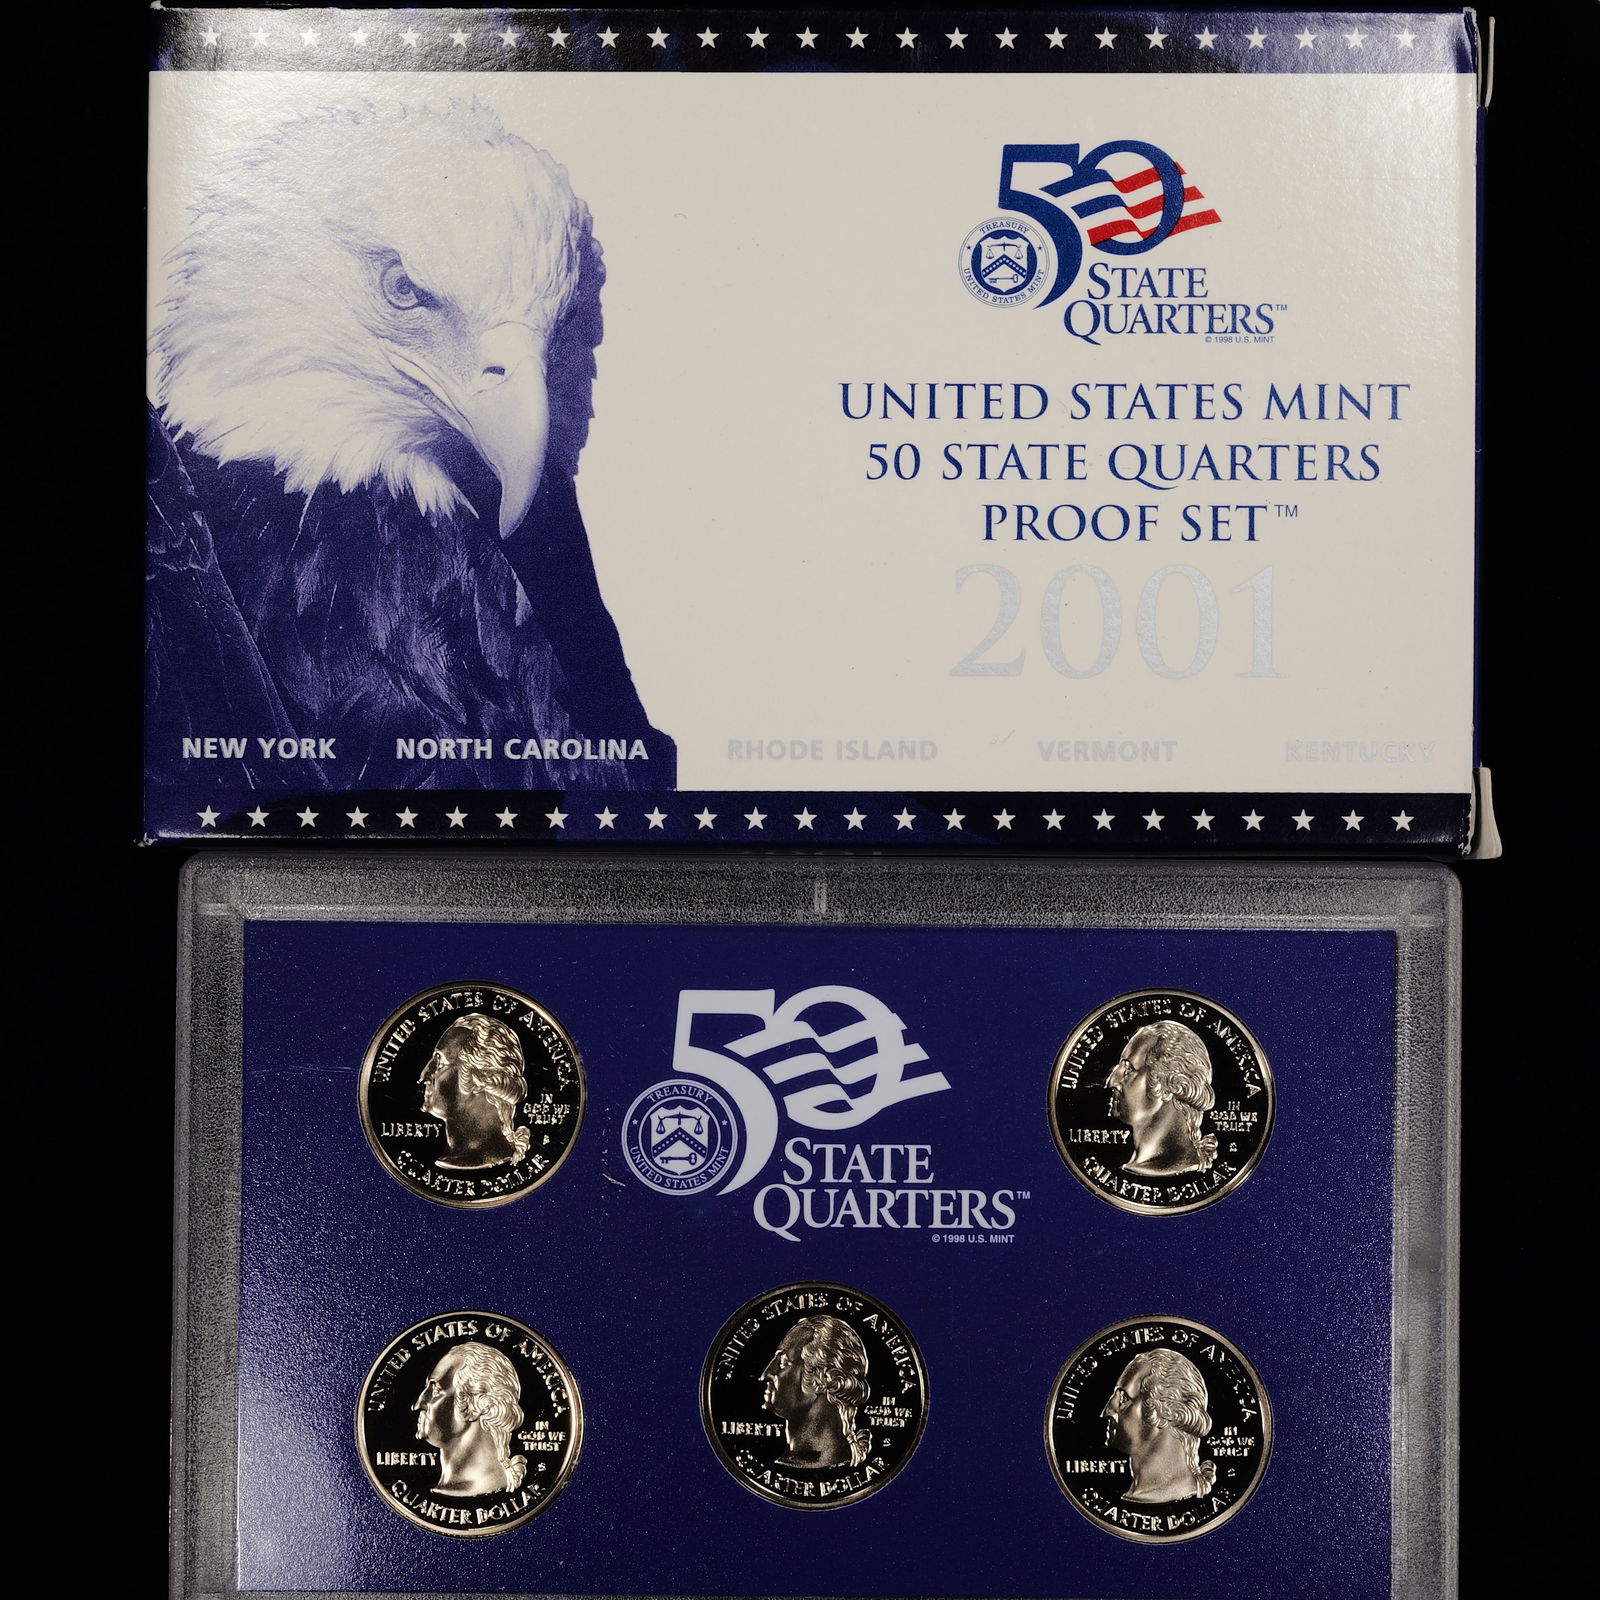 50
TREASURY
UNITED STATES MINT
STATE
QUARTERS™
© 1998 U.S. MINT
UNITED STATES MINT
50 STATE QUARTERS
PROOF SET™
2001
NEW YORK NORTH CAROLINA RHODE ISLAND VERMONT KENTUCKY
50
TREASURY
UNITED STATES MINT
STATE
QUARTERS™
© 1998 U.S. MINT
UNITED STATES OF AMERICA
IN
GOD WE
TRUST
LIBERTY
S
QUARTER DOLLAR
UNITED STATES OF AMERICA
IN
GOD WE
TRUST
LIBERTY
S
QUARTER DOLLAR
UNITED STATES OF AMERICA
IN
GOD WE
TRUST
LIBERTY
S
QUARTER DOLLAR
UNITED STATES OF AMERICA
IN
GOD WE
TRUST
LIBERTY
S
QUARTER DOLLAR
UNITED STATES OF AMERICA
IN
GOD WE
TRUST
LIBERTY
S
QUARTER DOLLAR